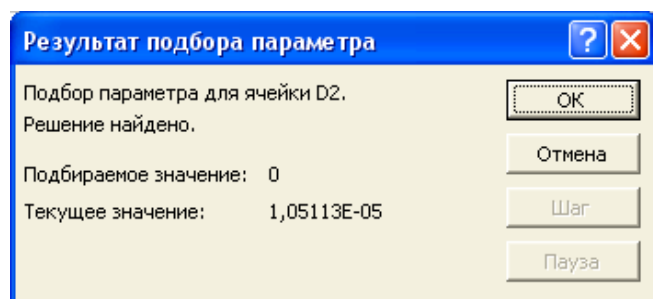 Результат подбора параметра
Подбор параметра для ячейки D2.
Решение найдено.
Подбираемое значение: 0
Текущее значение: 1,05113E-05
ОК
Отмена
Шаг
Пауза